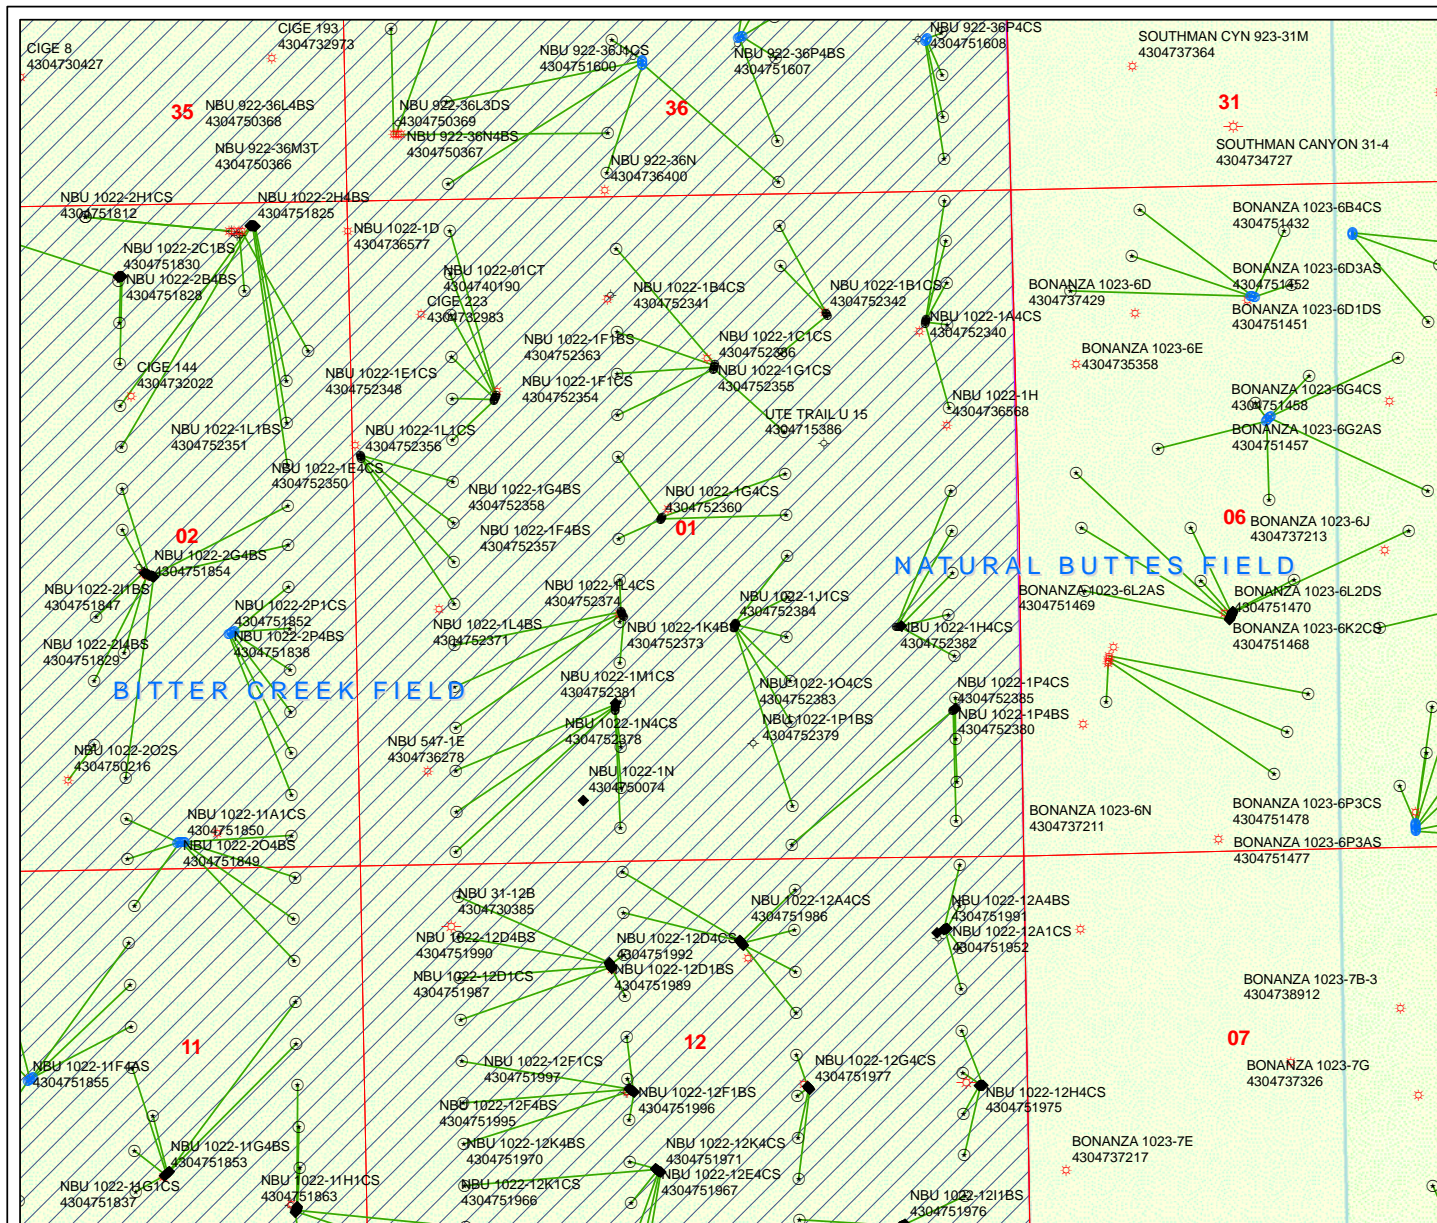 CIGE 8
4304730427
CIGE 193
4304732973
NBU 922-36J1CS
4304751600
NBU 922-36P4BS
4304751607
NBU 922-36P4CS
4304751608
SOUTHMAN CYN 923-31M
4304737364
35
NBU 922-36L4BS
4304750368
NBU 922-36L3DS
4304750369
NBU 922-36N4BS
4304750367
NBU 922-36M3T
4304750366
36
31
NBU 922-36N
4304736400
SOUTHMAN CANYON 31-4
4304734727
NBU 1022-2H1CS
4304751812
NBU 1022-2H4BS
4304751825
NBU 1022-1D
4304736577
BONANZA 1023-6B4CS
4304751432
NBU 1022-2C1BS
4304751830
NBU 1022-2B4BS
4304751828
NBU 1022-01CT
4304740190
CIGE 223
4304732983
NBU 1022-1B4CS
4304752341
NBU 1022-1B1CS
4304752342
NBU 1022-1A4CS
4304752340
BONANZA 1023-6D
4304737429
BONANZA 1023-6D3AS
4304751452
BONANZA 1023-6D1DS
4304751451
NBU 1022-1F1BS
4304752363
NBU 1022-1C1CS
4304752386
NBU 1022-1G1CS
4304752355
BONANZA 1023-6E
4304735358
CIGE 144
4304732022
NBU 1022-1E1CS
4304752348
NBU 1022-1F1CS
4304752354
UTE TRAIL U 15
4304715386
NBU 1022-1H
4304736568
BONANZA 1023-6G4CS
4304751458
BONANZA 1023-6G2AS
4304751457
NBU 1022-1L1BS
4304752351
NBU 1022-1L1CS
4304752356
NBU 1022-1E4CS
4304752350
NBU 1022-1G4BS
4304752358
NBU 1022-1G4CS
4304752360
NBU 1022-1F4BS
4304752357
02
01
06
BONANZA 1023-6J
4304737213
NBU 1022-2G4BS
4304751854
NATURAL BUTTES FIELD
NBU 1022-2I1BS
4304751847
NBU 1022-2P1CS
4304751852
NBU 1022-2P4BS
4304751838
NBU 1022-2I4BS
4304751829
NBU 1022-1L4CS
4304752374
NBU 1022-1L4BS
4304752371
NBU 1022-1K4BS
4304752373
NBU 1022-1J1CS
4304752384
NBU 1022-1H4CS
4304752382
BONANZA 1023-6L2AS
4304751469
BONANZA 1023-6L2DS
4304751470
BONANZA 1023-6K2CS
4304751468
BITTER CREEK FIELD
NBU 1022-1M1CS
4304752381
NBU 1022-1O4CS
4304752383
NBU 1022-1P4CS
4304752385
NBU 1022-1P4BS
4304752380
NBU 1022-1N4CS
4304752378
NBU 1022-1P1BS
4304752379
NBU 1022-2O2S
4304750216
NBU 547-1E
4304736278
NBU 1022-1N
4304750074
NBU 1022-11A1CS
4304751850
NBU 1022-2O4BS
4304751849
BONANZA 1023-6N
4304737211
BONANZA 1023-6P3CS
4304751478
BONANZA 1023-6P3AS
4304751477
NBU 31-12B
4304730385
NBU 1022-12A4CS
4304751986
NBU 1022-12A4BS
4304751991
NBU 1022-12A1CS
4304751952
NBU 1022-12D4BS
4304751990
NBU 1022-12D4CS
4304751992
NBU 1022-12D1BS
4304751989
NBU 1022-12D1CS
4304751987
BONANZA 1023-7B-3
4304738912
11
12
07
NBU 1022-11F4AS
4304751855
NBU 1022-12F1CS
4304751997
NBU 1022-12F1BS
4304751996
NBU 1022-12G4CS
4304751977
NBU 1022-12H4CS
4304751975
BONANZA 1023-7G
4304737326
NBU 1022-12F4BS
4304751995
NBU 1022-11G4BS
4304751853
NBU 1022-12K4BS
4304751970
NBU 1022-12K4CS
4304751971
NBU 1022-12E4CS
4304751967
BONANZA 1023-7E
4304737217
NBU 1022-11G1CS
4304751837
NBU 1022-11H1CS
4304751863
NBU 1022-12K1CS
4304751966
NBU 1022-12I1BS
4304751976